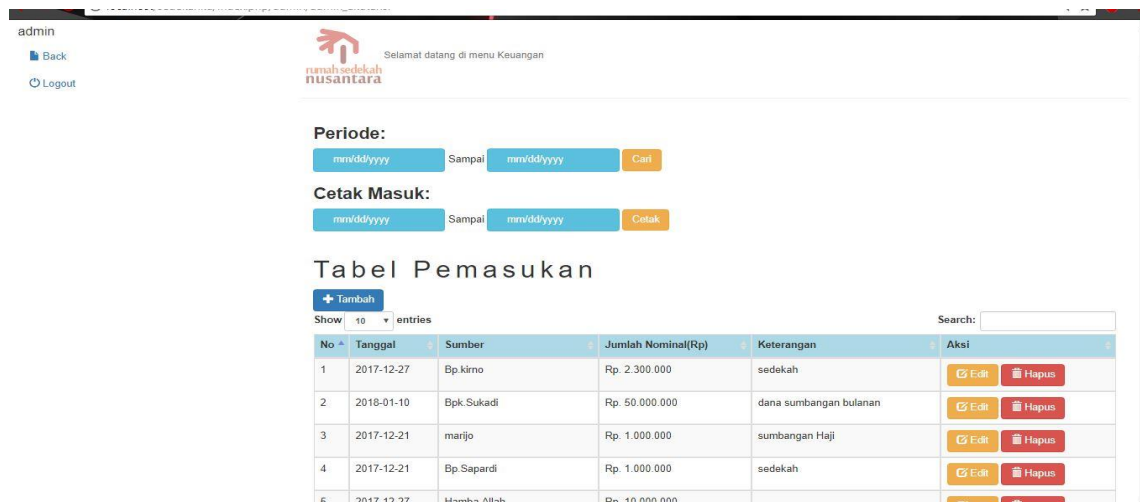 admin
Back
Logout
rumah sedekah
nusantara
Selamat datang di menu Keuangan
Periode:
mm/dd/yyyy Sampai mm/dd/yyyy Cari
Cetak Masuk:
mm/dd/yyyy Sampai mm/dd/yyyy Cetak
Tabel Pemasukan
Tambah
Show 10 entries Search:
No Tanggal Sumber Jumlah Nominal(Rp) Keterangan Aksi
1 2017-12-27 Bp.kirno Rp. 2.300.000 sedekah Edit Hapus
2 2018-01-10 Bpk.Sukadi Rp. 50.000.000 dana sumbangan bulanan Edit Hapus
3 2017-12-21 marijo Rp. 1.000.000 sumbangan Haji Edit Hapus
4 2017-12-21 Bp.Sapardi Rp. 1.000.000 sedekah Edit Hapus
5 2017-12-27 Hamba Allah Rp. 10.000.000